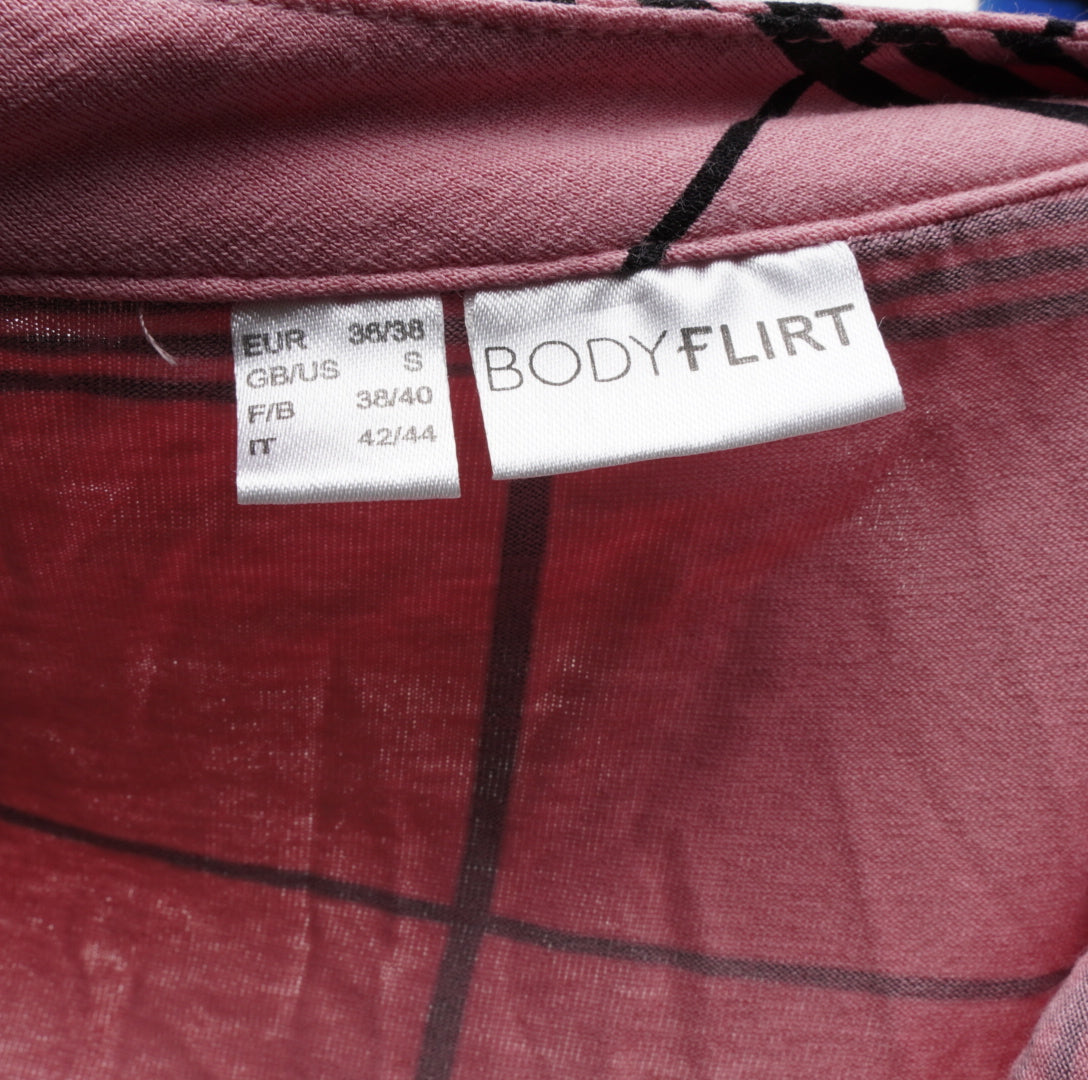 EUR 36/38
GB/US S
F/B 38/40
IT 42/44
BODYFLIRT